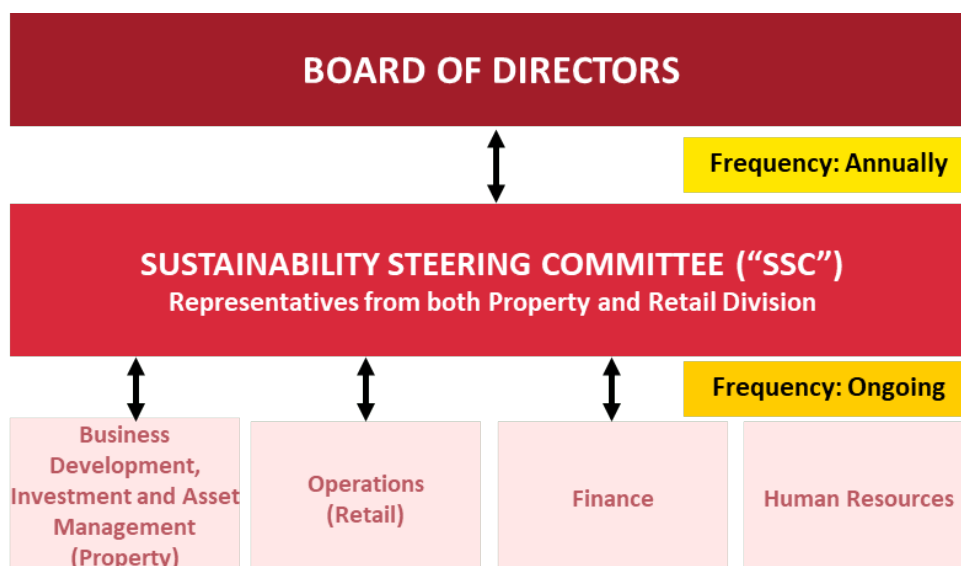 BOARD OF DIRECTORS
Frequency: Annually
SUSTAINABILITY STEERING COMMITTEE (“SSC”)
Representatives from both Property and Retail Division
Frequency: Ongoing
Business
Development,
Investment and Asset
Management
(Property)
Operations
(Retail)
Finance
Human Resources